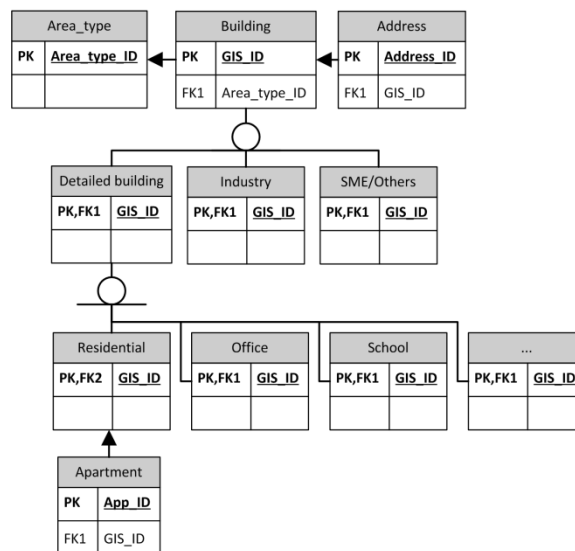 Area_type
PK Area_type_ID
Building
PK GIS_ID
FK1 Area_type_ID
Address
PK Address_ID
FK1 GIS_ID
Detailed building
PK,FK1 GIS_ID
Industry
PK,FK1 GIS_ID
SME/Others
PK,FK1 GIS_ID
Residential
PK,FK2 GIS_ID
Office
PK,FK1 GIS_ID
School
PK,FK1 GIS_ID
...
PK,FK1 GIS_ID
Apartment
PK App_ID
FK1 GIS_ID